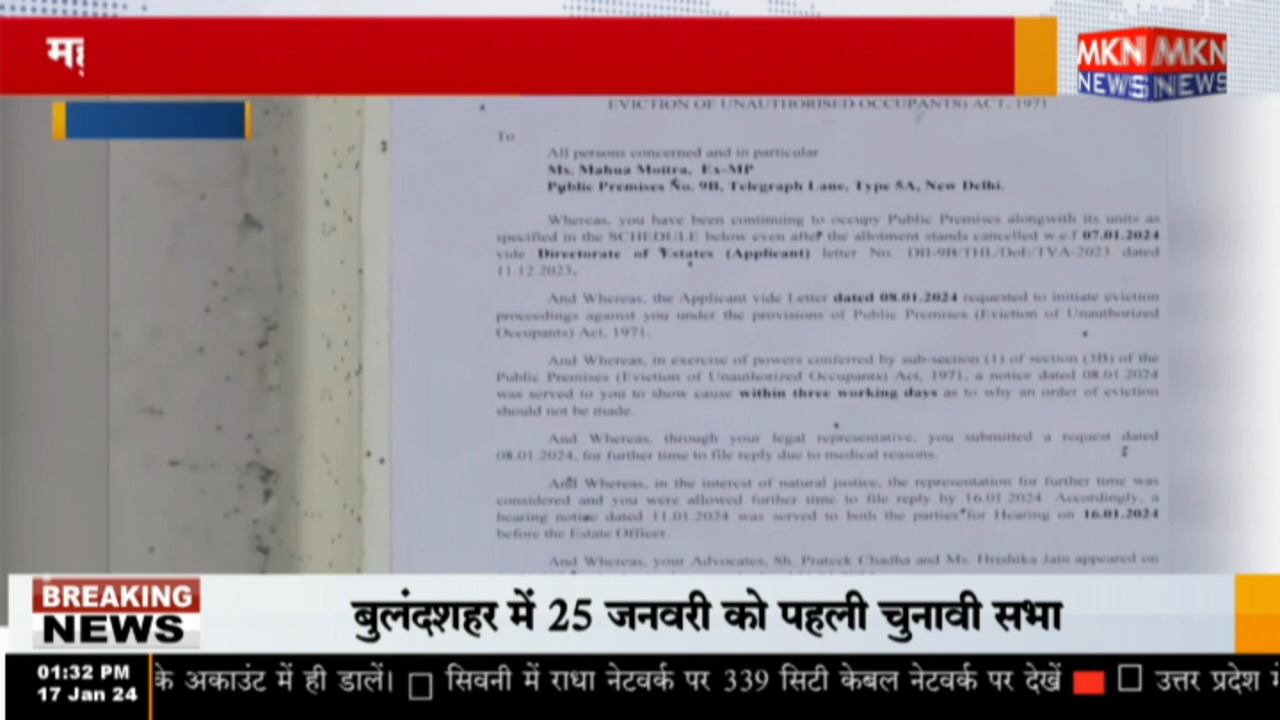 MKN MKN
NEWS NEWS
EVICTION OF UNAUTHORISED OCCUPANTS) ACT, 1971
To
All persons concerned and in particular
Ms. Mahua Moitra, Ex-MP
Public Premises No. 9B, Telegraph Lane, Type 5A, New Delhi.
Whereas, you have been continuing to occupy Public Premises alongwith its units as
specified in the SCHEDULE below even after the allotment stands cancelled w.e.f 07.01.2024
vide Directorate of Estates (Applicant) letter No. DII-9B/THL/DoE/TVA-2023 dated
11.12.2023.
And Whereas, the Applicant vide Letter dated 08.01.2024 requested to initiate eviction
proceedings against you under the provisions of Public Premises (Eviction of Unauthorized
Occupants) Act, 1971.
And Whereas, in exercise of powers conferred by sub-section (1) of section (3B) of the
Public Premises (Eviction of Unauthorized Occupants) Act, 1971, a notice dated 08.01.2024
was served to you to show cause within three working days as to why an order of eviction
should not be made.
And Whereas, through your legal representative, you submitted a request dated
08.01.2024, for further time to file reply due to medical reasons.
And Whereas, in the interest of natural justice, the representation for further time was
considered and you were allowed further time to file reply by 16.01.2024. Accordingly, a
hearing notice dated 11.01.2024 was served to both the parties for Hearing on 16.01.2024
before the Estate Officer.
And Whereas, your Advocates, Sh. Prateek Chadha and Ms. Hrishika Jain appeared on
BREAKING
NEWS
बुलंदशहर में 25 जनवरी को पहली चुनावी सभा
01:32 PM
17 Jan 24
के अकाउंट में ही डालें। सिवनी में राधा नेटवर्क पर 339 सिटी केबल नेटवर्क पर देखें उत्तर प्रदेश